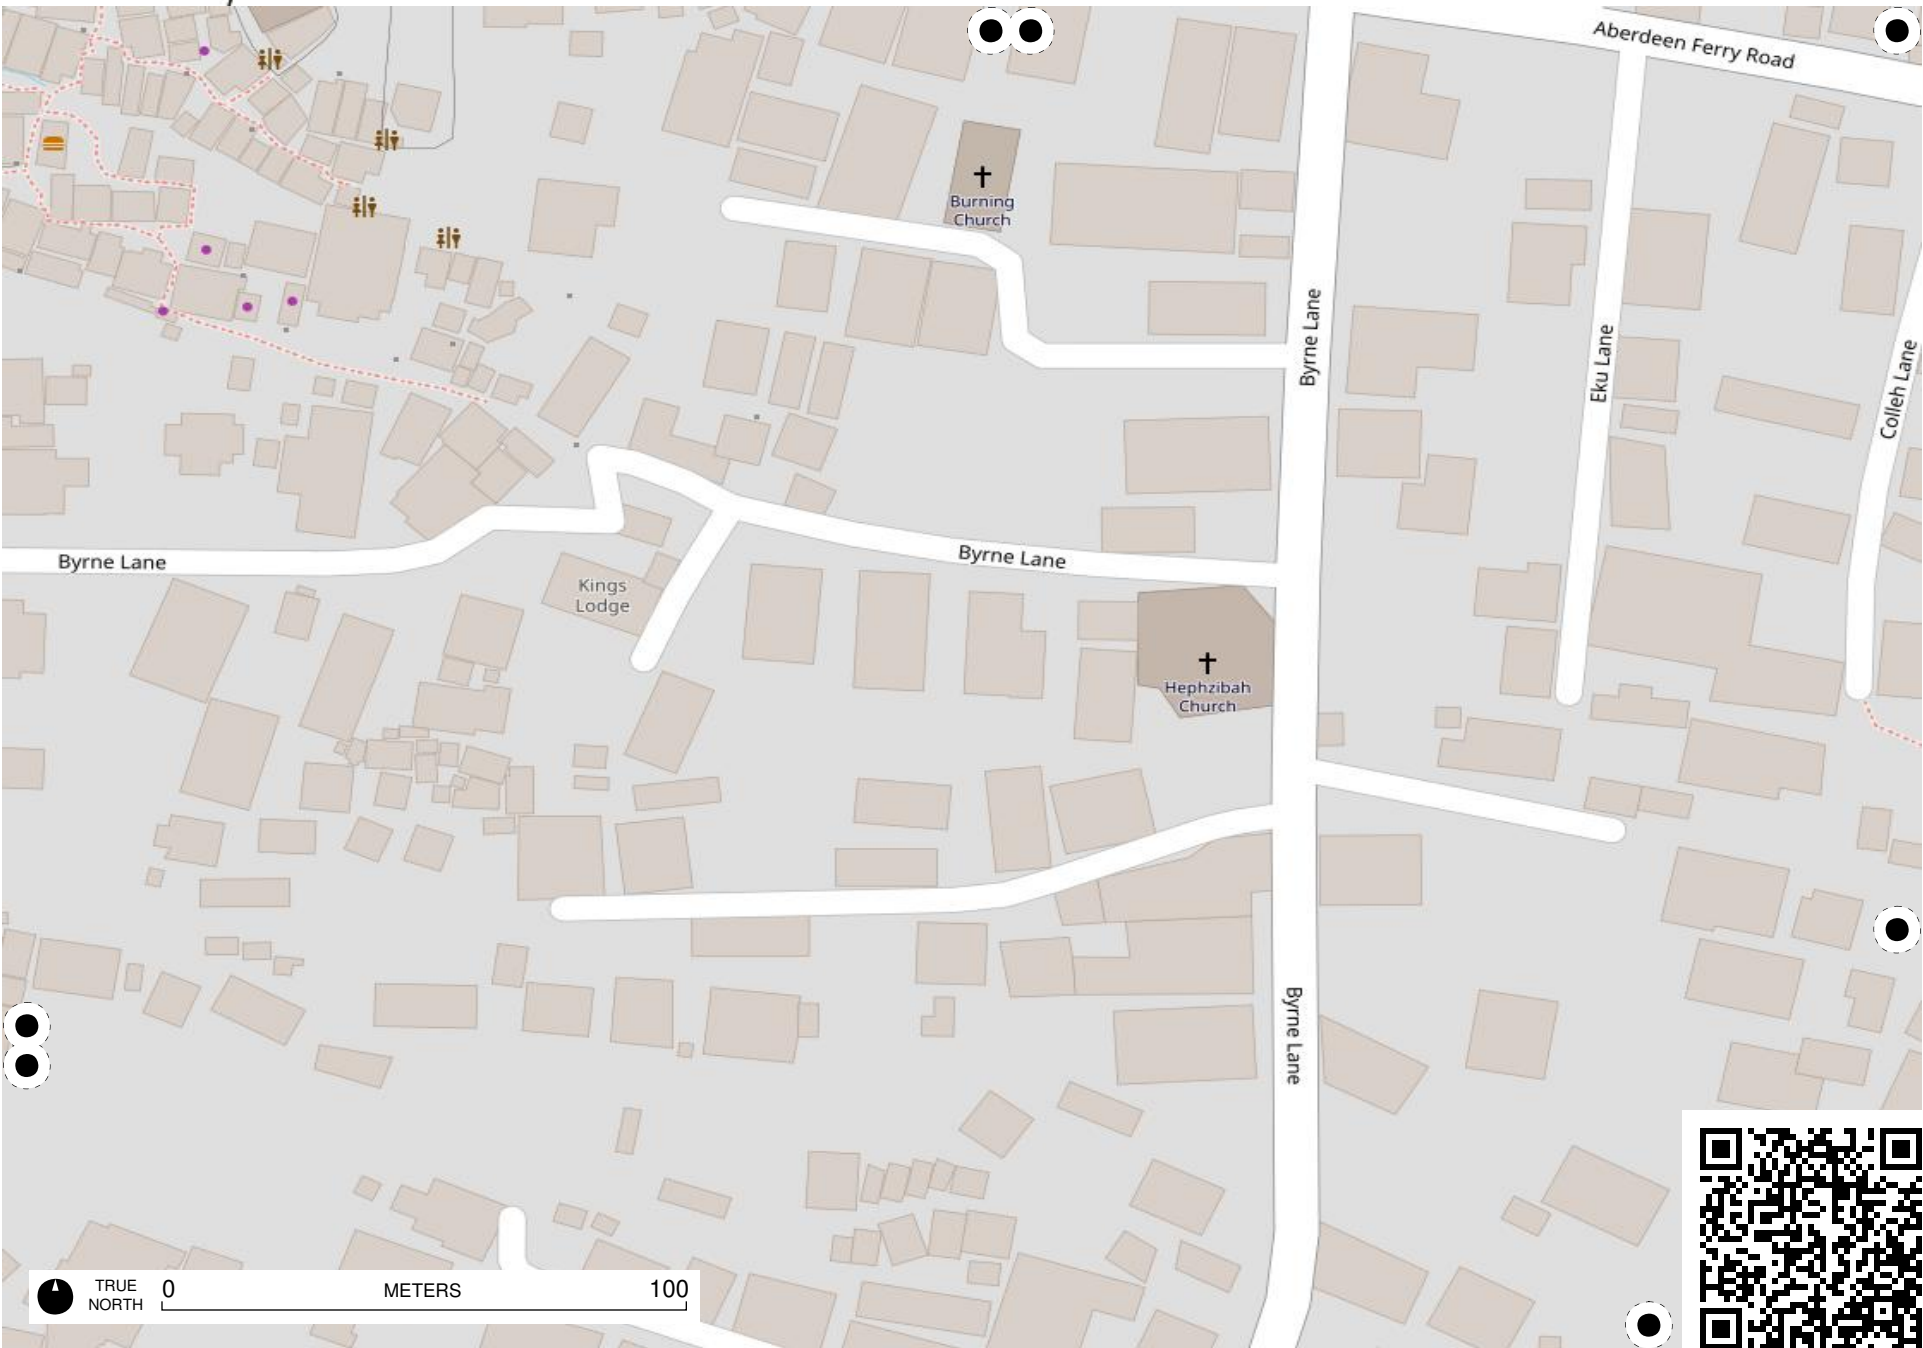 Aberdeen Ferry Road
Burning
Church
Byrne Lane
Eku Lane
Colleh Lane
Byrne Lane
Byrne Lane
Kings
Lodge
Hephzibah
Church
Byrne Lane
TRUE
NORTH
0
METERS
100